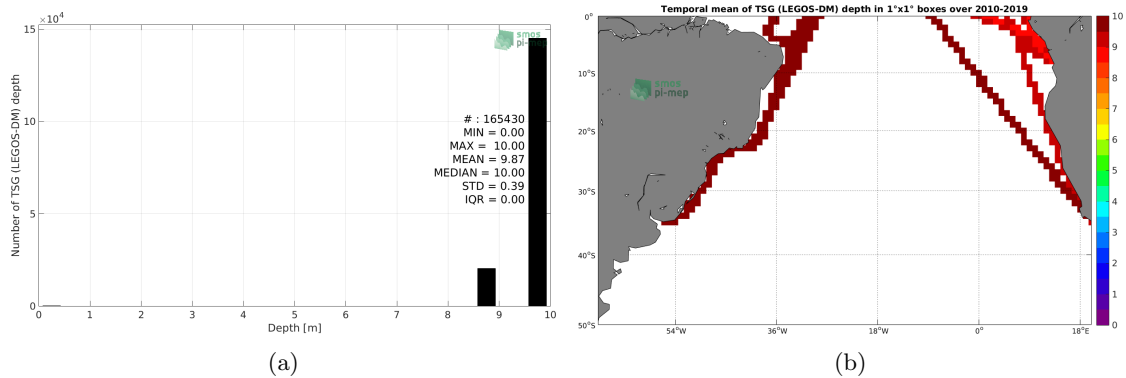 ×10⁴
15
10
5
0
Number of TSG (LEGOS-DM) depth
smos
pi-mep
# : 165430
MIN = 0.00
MAX = 10.00
MEAN = 9.87
MEDIAN = 10.00
STD = 0.39
IQR = 0.00
0 1 2 3 4 5 6 7 8 9 10
Depth [m]
(a)
Temporal mean of TSG (LEGOS-DM) depth in 1°x1° boxes over 2010-2019
0°
10°S
20°S
30°S
40°S
50°S
smos
pi-mep
54°W 36°W 18°W 0° 18°E
10
9
8
7
6
5
4
3
2
1
0
(b)